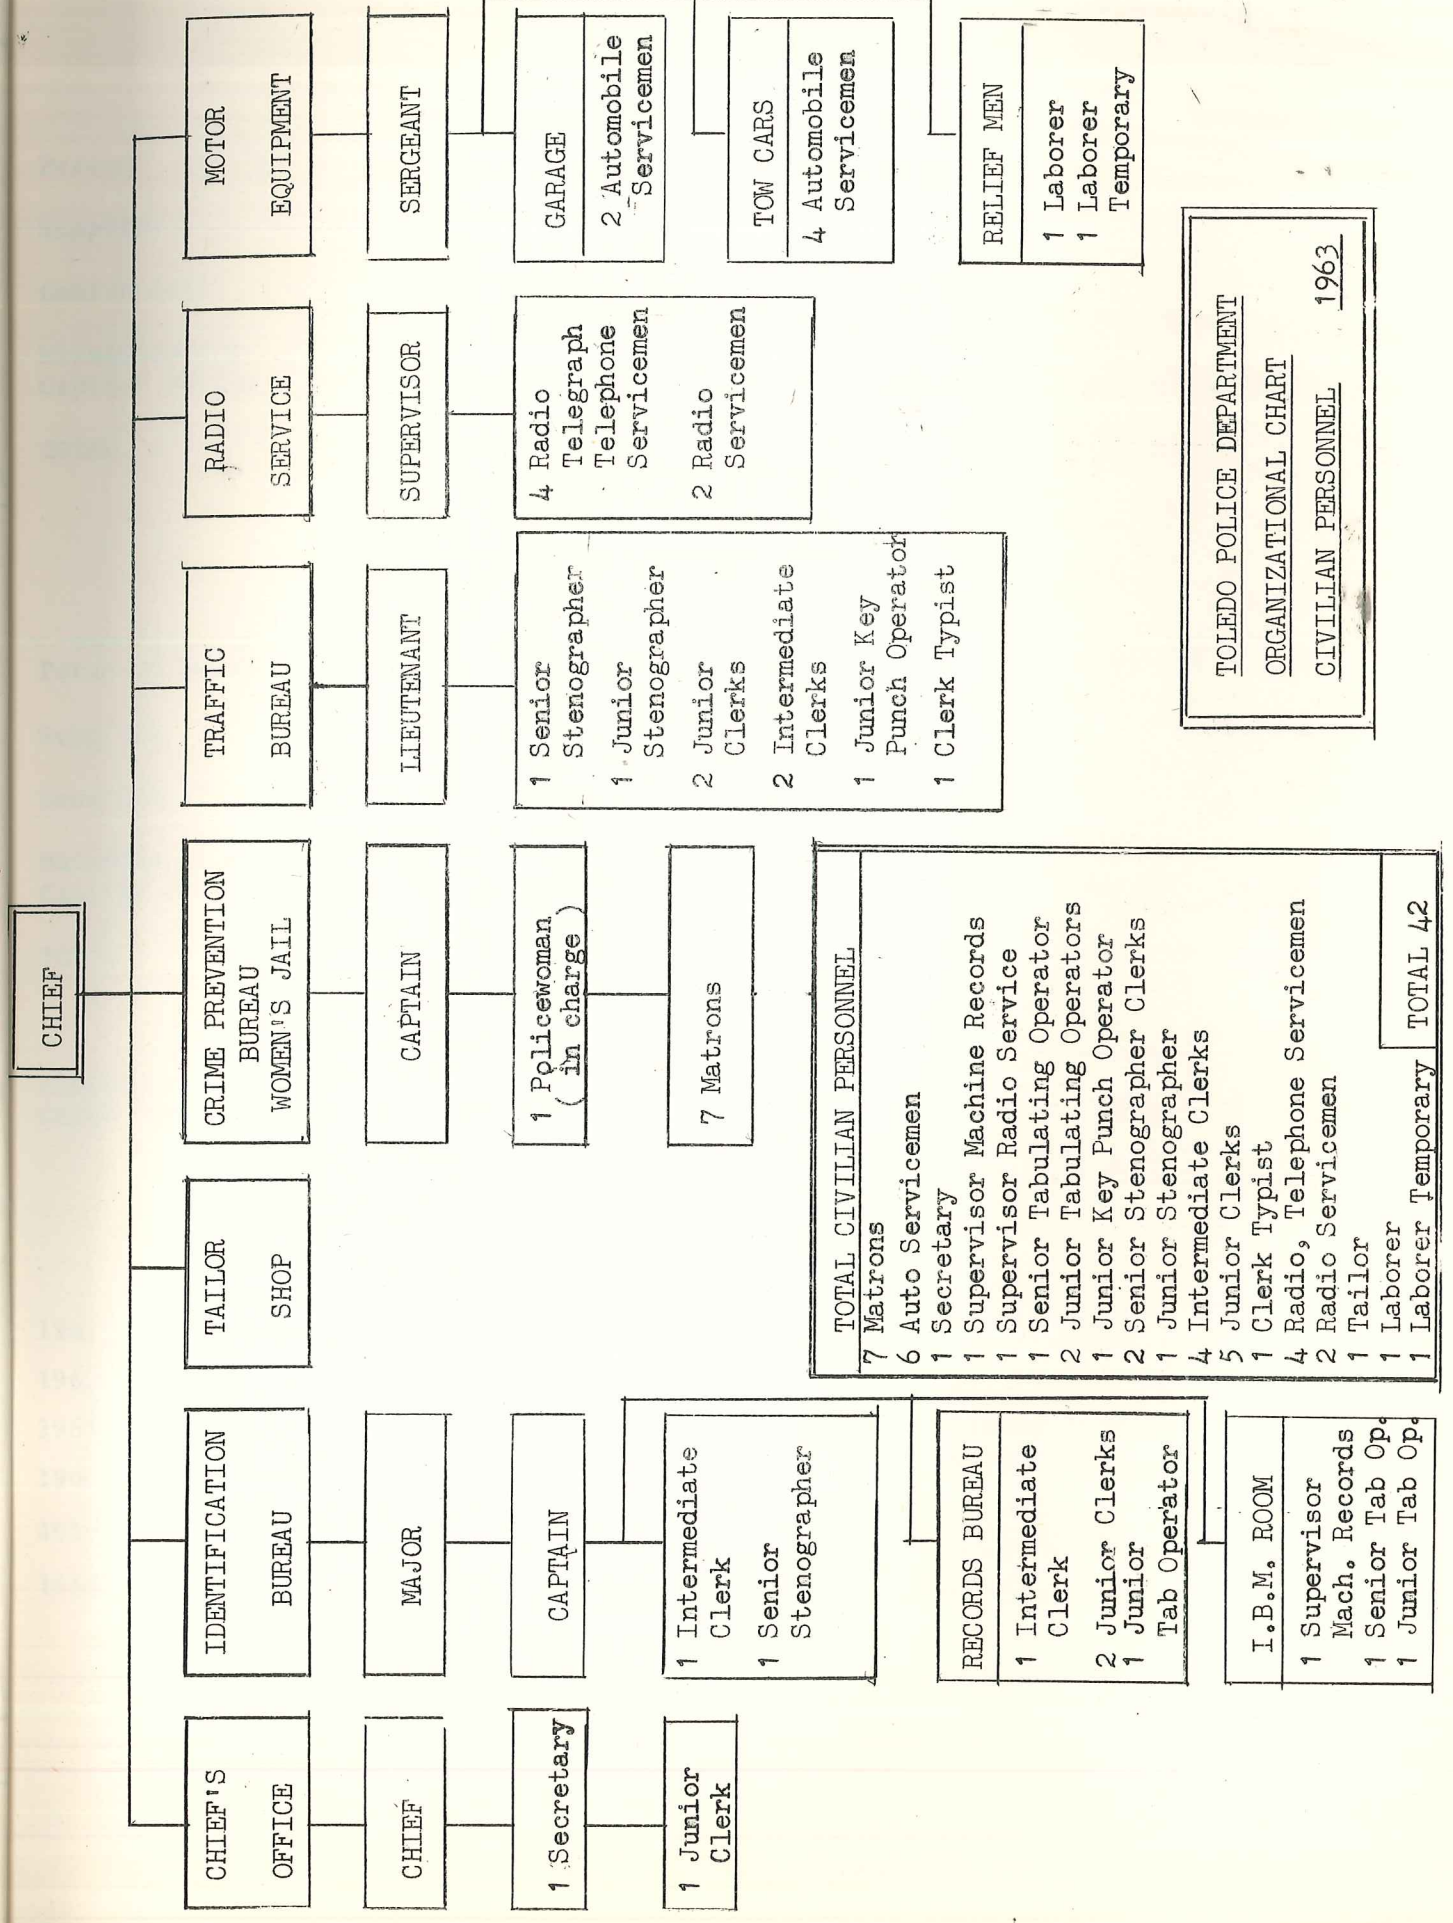 CHIEF
CHIEF'S
OFFICE
CHIEF
1 Secretary
1 Junior
Clerk
IDENTIFICATION
BUREAU
MAJOR
CAPTAIN
1 Intermediate
Clerk
1 Senior
Stenographer
RECORDS BUREAU
1 Intermediate
Clerk
2 Junior Clerks
1 Junior
Tab Operator
I.B.M. ROOM
1 Supervisor
Mach. Records
1 Senior Tab Op.
1 Junior Tab Op.
TAILOR
SHOP
CRIME PREVENTION
BUREAU
WOMEN'S JAIL
CAPTAIN
1 Policewoman
( in charge )
7 Matrons
TRAFFIC
BUREAU
LIEUTENANT
1 Senior
Stenographer
1 Junior
Stenographer
2 Junior
Clerks
2 Intermediate
Clerks
1 Junior Key
Punch Operator
1 Clerk Typist
RADIO
SERVICE
SUPERVISOR
4 Radio
Telegraph
Telephone
Servicemen
2 Radio
Servicemen
MOTOR
EQUIPMENT
SERGEANT
GARAGE
2 Automobile
Servicemen
TOW CARS
4 Automobile
Servicemen
RELIEF MEN
1 Laborer
1 Laborer
Temporary
TOTAL CIVILIAN PERSONNEL
7 Matrons
6 Auto Servicemen
1 Secretary
1 Supervisor Machine Records
1 Supervisor Radio Service
1 Senior Tabulating Operator
2 Junior Tabulating Operators
1 Junior Key Punch Operator
2 Senior Stenographer Clerks
1 Junior Stenographer
4 Intermediate Clerks
5 Junior Clerks
1 Clerk Typist
4 Radio, Telephone Servicemen
2 Radio Servicemen
1 Tailor
1 Laborer
1 Laborer Temporary
TOTAL 42
TOLEDO POLICE DEPARTMENT
ORGANIZATIONAL CHART
CIVILIAN PERSONNEL 1963